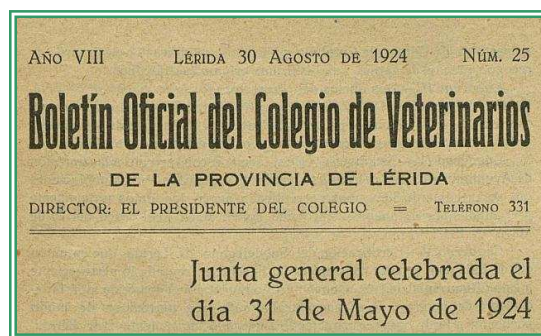 Año VIII Lérida 30 Agosto de 1924 Núm. 25
Boletín Oficial del Colegio de Veterinarios
DE LA PROVINCIA DE LÉRIDA
DIRECTOR: EL PRESIDENTE DEL COLEGIO = Teléfono 331
Junta general celebrada el
día 31 de Mayo de 1924